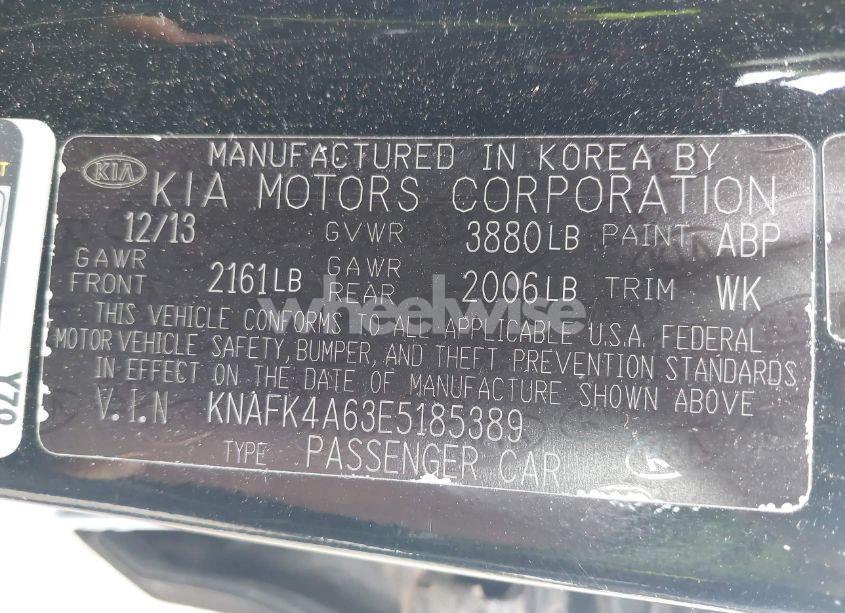 MANUFACTURED IN KOREA BY
KIA KIA MOTORS CORPORATION
12/13 GVWR 3880LB PAINT ABP
GAWR FRONT 2161LB GAWR REAR 2006LB TRIM WK
wheelwise
THIS VEHICLE CONFORMS TO ALL APPLICABLE U.S.A. FEDERAL
MOTOR VEHICLE SAFETY, BUMPER, AND THEFT PREVENTION STANDARDS
IN EFFECT ON THE DATE OF MANUFACTURE SHOWN ABOVE
V.I.N KNAFK4A63E5185389
TYPE PASSENGER CAR